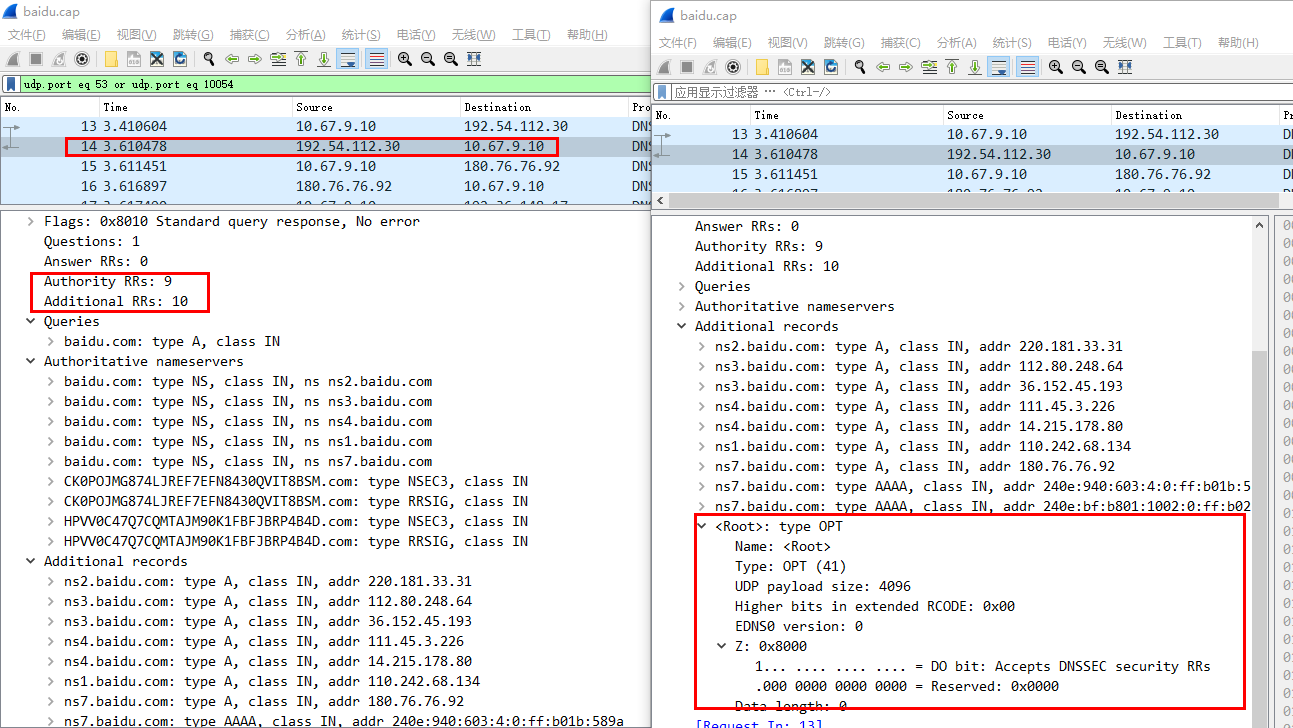 baidu.cap
文件(F) 编辑(E) 视图(V) 跳转(G) 捕获(C) 分析(A) 统计(S) 电话(Y) 无线(W) 工具(T) 帮助(H)
udp.port eq 53 or udp.port eq 10054
No. Time Source Destination Pro
13 3.410604 10.67.9.10 192.54.112.30 DNS
14 3.610478 192.54.112.30 10.67.9.10 DNS
15 3.611451 10.67.9.10 180.76.76.92 DNS
16 3.616897 180.76.76.92 10.67.9.10 DNS
Flags: 0x8010 Standard query response, No error
Questions: 1
Answer RRs: 0
Authority RRs: 9
Additional RRs: 10
Queries
baidu.com: type A, class IN
Authoritative nameservers
baidu.com: type NS, class IN, ns ns2.baidu.com
baidu.com: type NS, class IN, ns ns3.baidu.com
baidu.com: type NS, class IN, ns ns4.baidu.com
baidu.com: type NS, class IN, ns ns1.baidu.com
baidu.com: type NS, class IN, ns ns7.baidu.com
CK0POJMG874LJREF7EFN8430QVIT8BSM.com: type NSEC3, class IN
CK0POJMG874LJREF7EFN8430QVIT8BSM.com: type RRSIG, class IN
HPVV0C47Q7CQMTAJM90K1FBFJBRP4B4D.com: type NSEC3, class IN
HPVV0C47Q7CQMTAJM90K1FBFJBRP4B4D.com: type RRSIG, class IN
Additional records
ns2.baidu.com: type A, class IN, addr 220.181.33.31
ns3.baidu.com: type A, class IN, addr 112.80.248.64
ns3.baidu.com: type A, class IN, addr 36.152.45.193
ns4.baidu.com: type A, class IN, addr 111.45.3.226
ns4.baidu.com: type A, class IN, addr 14.215.178.80
ns1.baidu.com: type A, class IN, addr 110.242.68.134
ns7.baidu.com: type A, class IN, addr 180.76.76.92
ns7.baidu.com: type AAAA, class IN, addr 240e:940:603:4:0:ff:b01b:589a
baidu.cap
文件(F) 编辑(E) 视图(V) 跳转(G) 捕获(C) 分析(A) 统计(S) 电话(Y) 无线(W) 工具(T) 帮助(H)
应用显示过滤器 … <Ctrl-/>
No. Time Source Destination
13 3.410604 10.67.9.10 192.54.112.30
14 3.610478 192.54.112.30 10.67.9.10
15 3.611451 10.67.9.10 180.76.76.92
Answer RRs: 0
Authority RRs: 9
Additional RRs: 10
Queries
Authoritative nameservers
Additional records
ns2.baidu.com: type A, class IN, addr 220.181.33.31
ns3.baidu.com: type A, class IN, addr 112.80.248.64
ns3.baidu.com: type A, class IN, addr 36.152.45.193
ns4.baidu.com: type A, class IN, addr 111.45.3.226
ns4.baidu.com: type A, class IN, addr 14.215.178.80
ns1.baidu.com: type A, class IN, addr 110.242.68.134
ns7.baidu.com: type A, class IN, addr 180.76.76.92
ns7.baidu.com: type AAAA, class IN, addr 240e:940:603:4:0:ff:b01b:5
ns7.baidu.com: type AAAA, class IN, addr 240e:bf:b801:1002:0:ff:b02
<Root>: type OPT
Name: <Root>
Type: OPT (41)
UDP payload size: 4096
Higher bits in extended RCODE: 0x00
EDNS0 version: 0
Z: 0x8000
1... .... .... .... = DO bit: Accepts DNSSEC security RRs
.000 0000 0000 0000 = Reserved: 0x0000
Data length: 0
[Request In: 13]